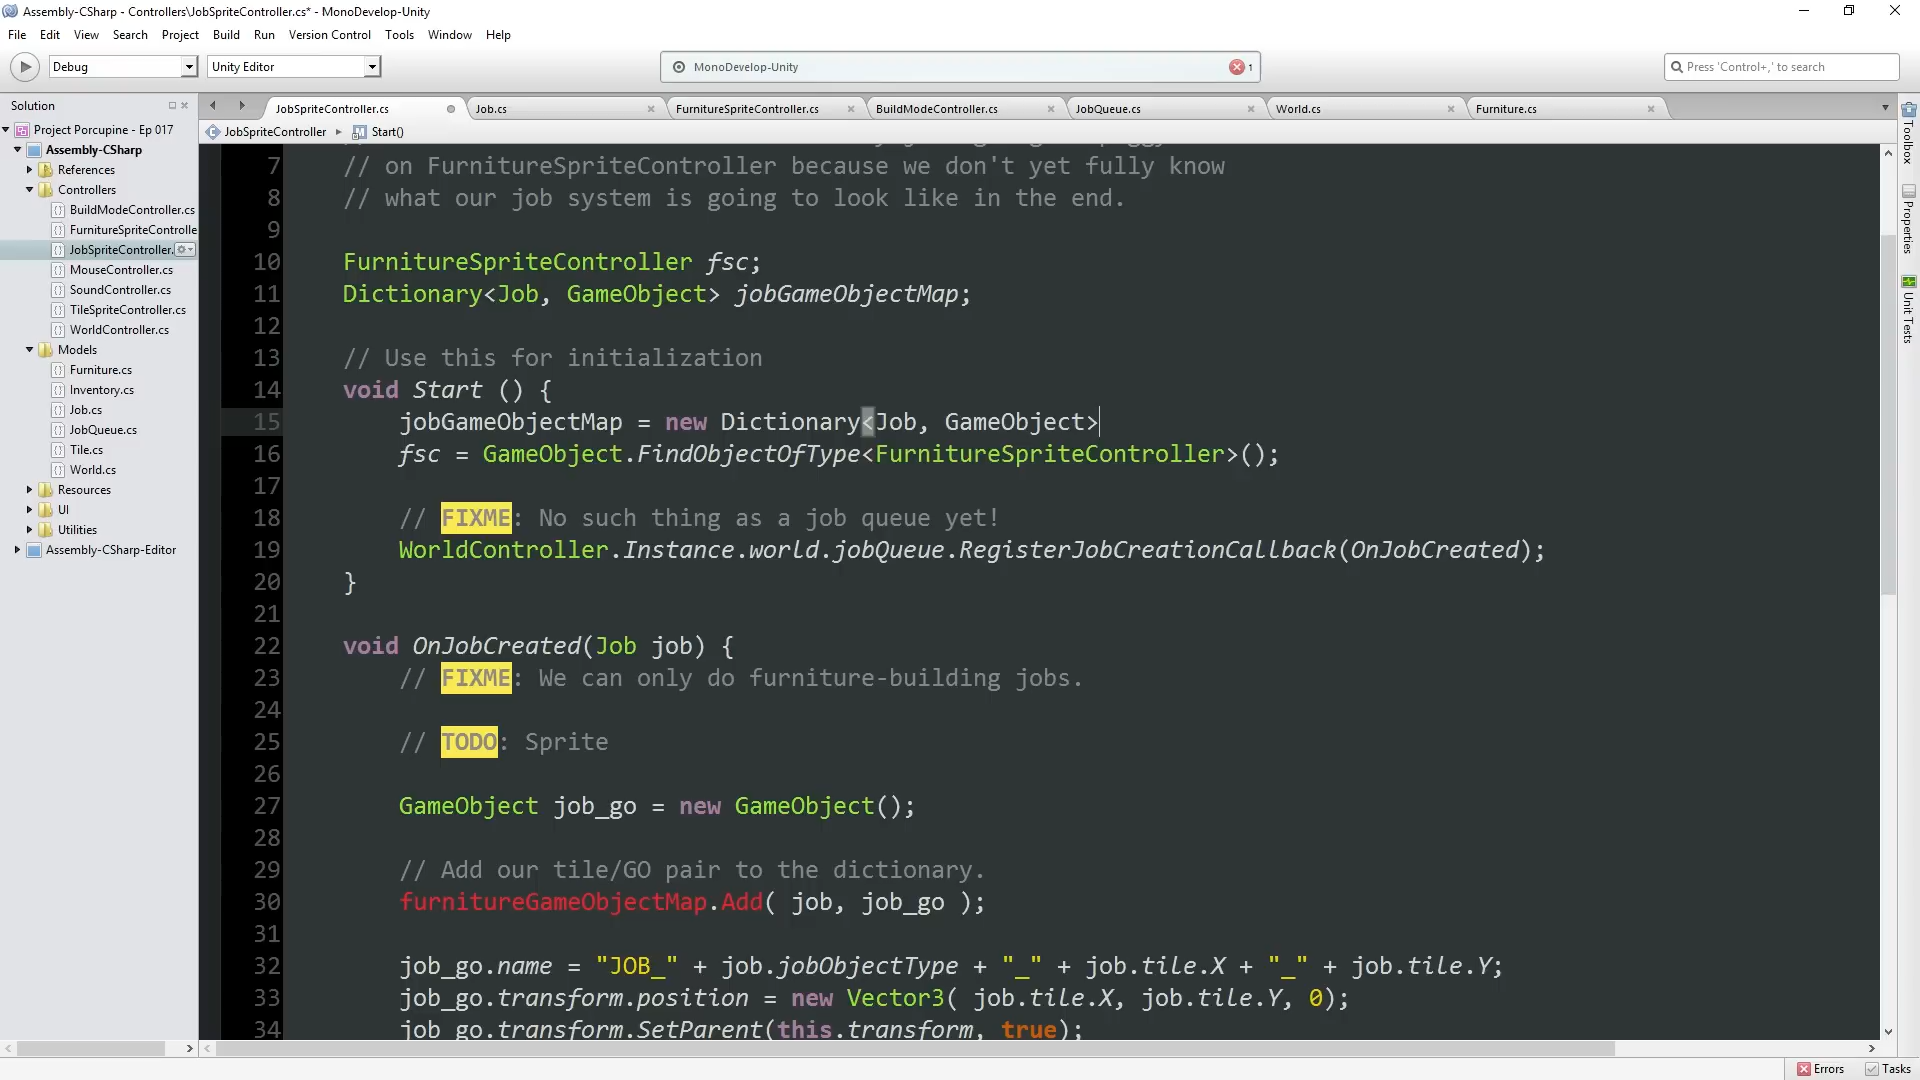 Assembly-CSharp - Controllers\JobSpriteController.cs* - MonoDevelop-Unity
File Edit View Search Project Build Run Version Control Tools Window Help
Debug
Unity Editor
MonoDevelop-Unity
1
Press 'Control+,' to search
Solution
Project Porcupine - Ep 017
Assembly-CSharp
References
Controllers
BuildModeController.cs
FurnitureSpriteControlle
JobSpriteController.
MouseController.cs
SoundController.cs
TileSpriteController.cs
WorldController.cs
Models
Furniture.cs
Inventory.cs
Job.cs
JobQueue.cs
Tile.cs
World.cs
Resources
UI
Utilities
Assembly-CSharp-Editor
JobSpriteController.cs Job.cs FurnitureSpriteController.cs BuildModeController.cs JobQueue.cs World.cs Furniture.cs
JobSpriteController Start()
7 // on FurnitureSpriteController because we don't yet fully know
8 // what our job system is going to look like in the end.
9
10 FurnitureSpriteController fsc;
11 Dictionary<Job, GameObject> jobGameObjectMap;
12
13 // Use this for initialization
14 void Start () {
15 jobGameObjectMap = new Dictionary<Job, GameObject>
16 fsc = GameObject.FindObjectOfType<FurnitureSpriteController>();
17
18 // FIXME: No such thing as a job queue yet!
19 WorldController.Instance.world.jobQueue.RegisterJobCreationCallback(OnJobCreated);
20 }
21
22 void OnJobCreated(Job job) {
23 // FIXME: We can only do furniture-building jobs.
24
25 // TODO: Sprite
26
27 GameObject job_go = new GameObject();
28
29 // Add our tile/GO pair to the dictionary.
30 furnitureGameObjectMap.Add( job, job_go );
31
32 job_go.name = "JOB_" + job.jobObjectType + "_" + job.tile.X + "_" + job.tile.Y;
33 job_go.transform.position = new Vector3( job.tile.X, job.tile.Y, 0);
34 job_go.transform.SetParent(this.transform, true);
Toolbox
Properties
Unit Tests
Errors
Tasks